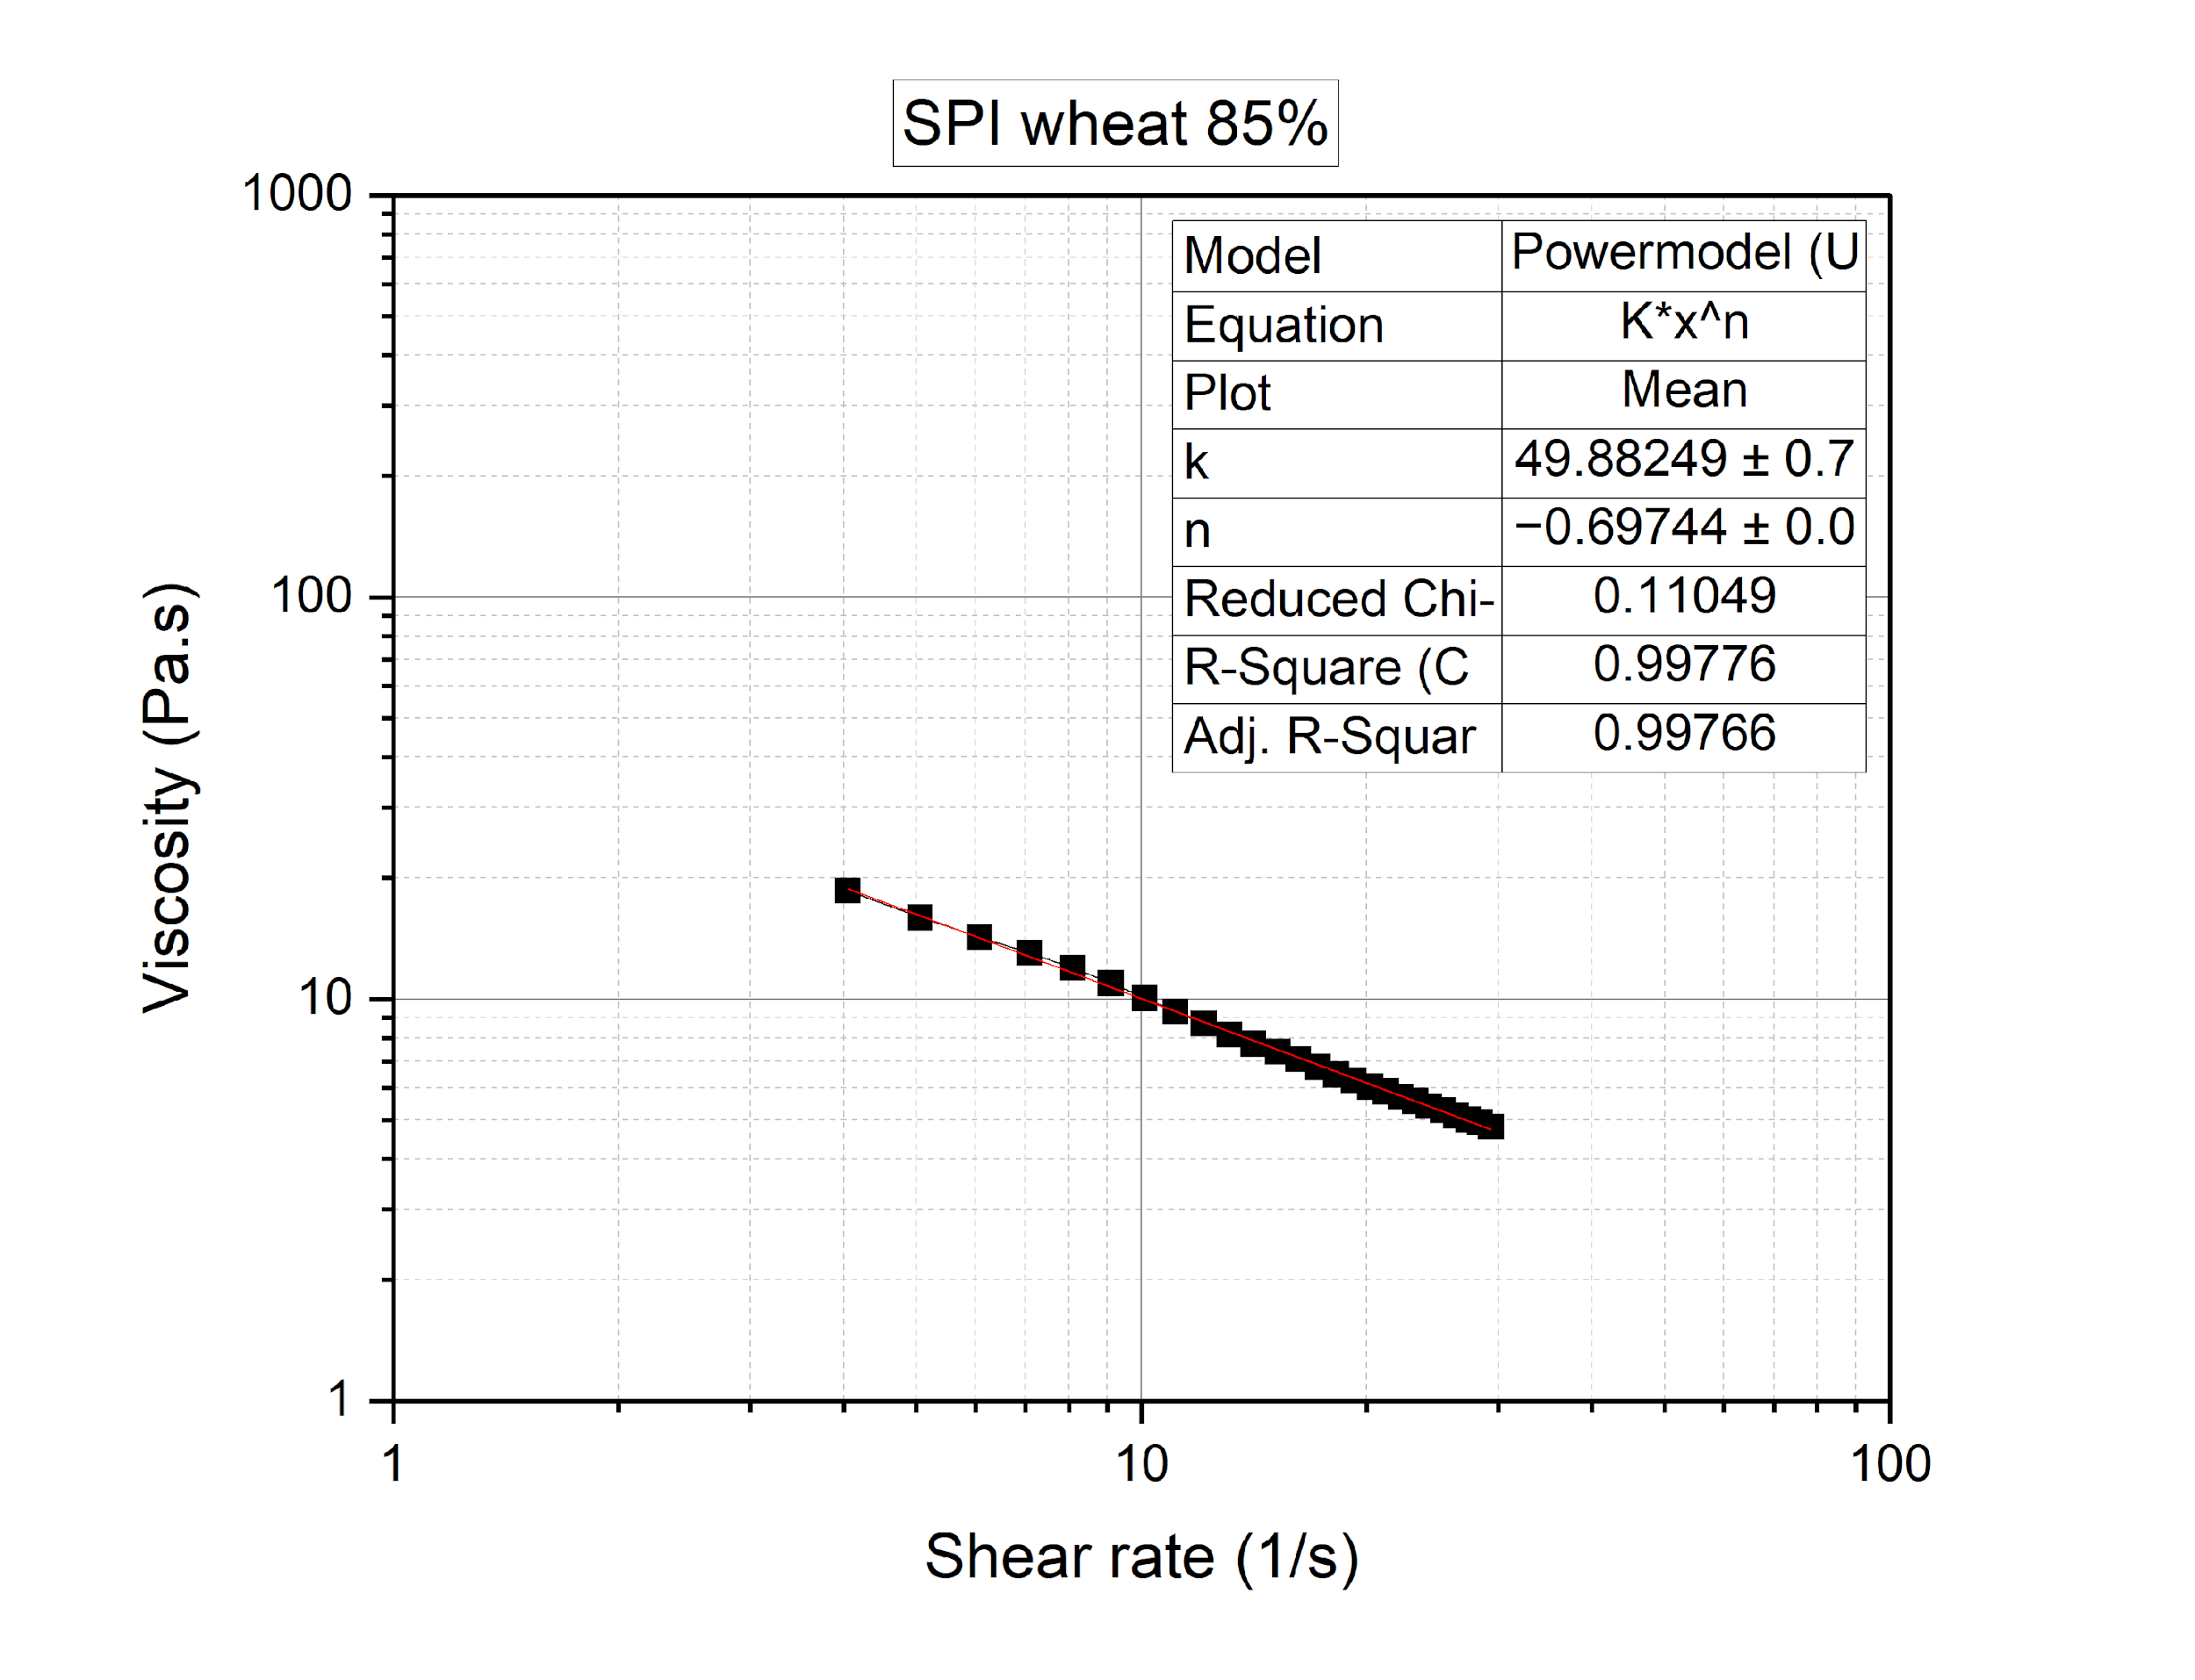 SPI wheat 85%
1000
100
10
1
Viscosity (Pa.s)
Model Powermodel (U
Equation K*x^n
Plot Mean
k 49.88249 ± 0.7
n −0.69744 ± 0.0
Reduced Chi- 0.11049
R-Square (C 0.99776
Adj. R-Squar 0.99766
1 10 100
Shear rate (1/s)